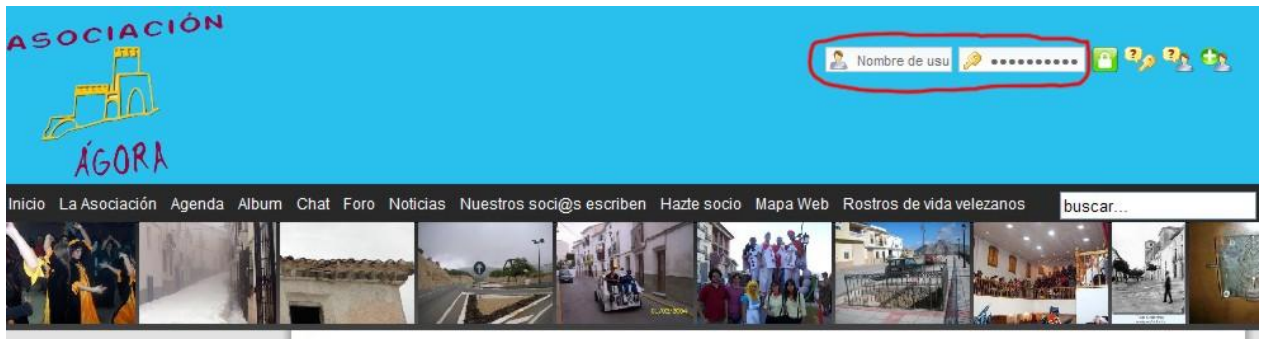 ASOCIACIÓN
ÁGORA
Nombre de usu
Inicio La Asociación Agenda Album Chat Foro Noticias Nuestros soci@s escriben Hazte socio Mapa Web Rostros de vida velezanos buscar...